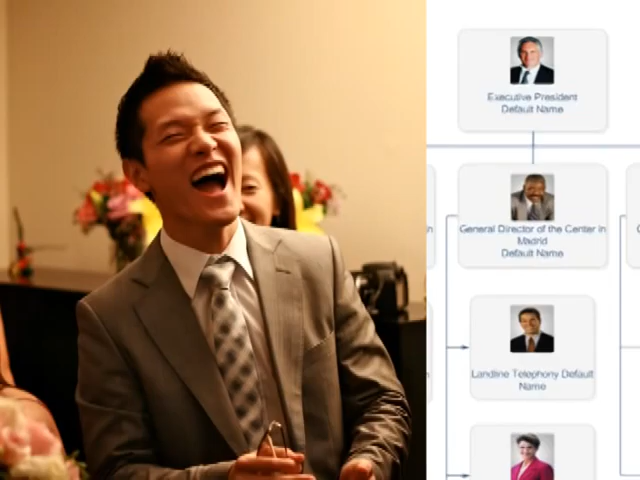 Executive President
Default Name
General Director of the Center in
Madrid
Default Name
Landline Telephony Default
Name